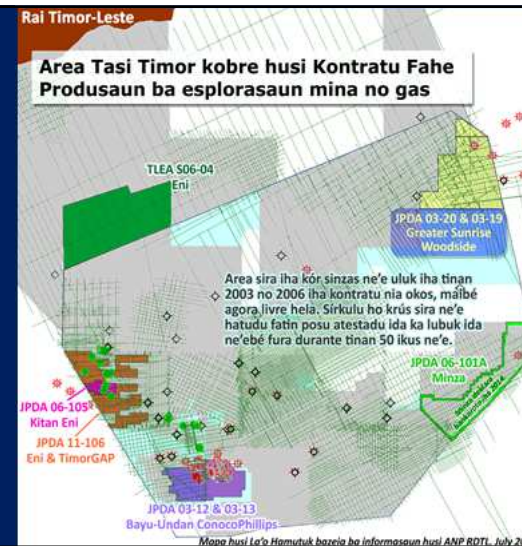 Rai Timor-Leste
Area Tasi Timor kobre husi Kontratu Fahe
Produsaun ba esplorasaun mina no gas
TLEA S06-04
Eni
JPDA 03-20 & 03-19
Greater Sunrise
Woodside
Area sira iha kór sinzas ne'e uluk iha tinan
2003 no 2006 iha kontratu nia okos, maibé
agora livre hela. Sírkulu ho krús sira ne'e
hatudu fatin posu atestadu ida ka lubuk ida
ne'ebé fura durante tinan 50 ikus ne'e.
JPDA 06-101A
Minza
JPDA 06-105
Kitan Eni
JPDA 11-106
Eni & TimorGAP
JPDA 03-12 & 03-13
Bayu-Undan ConocoPhillips
Mapa husi La'o Hamutuk bazeia ba informasaun husi ANP RDTL. July